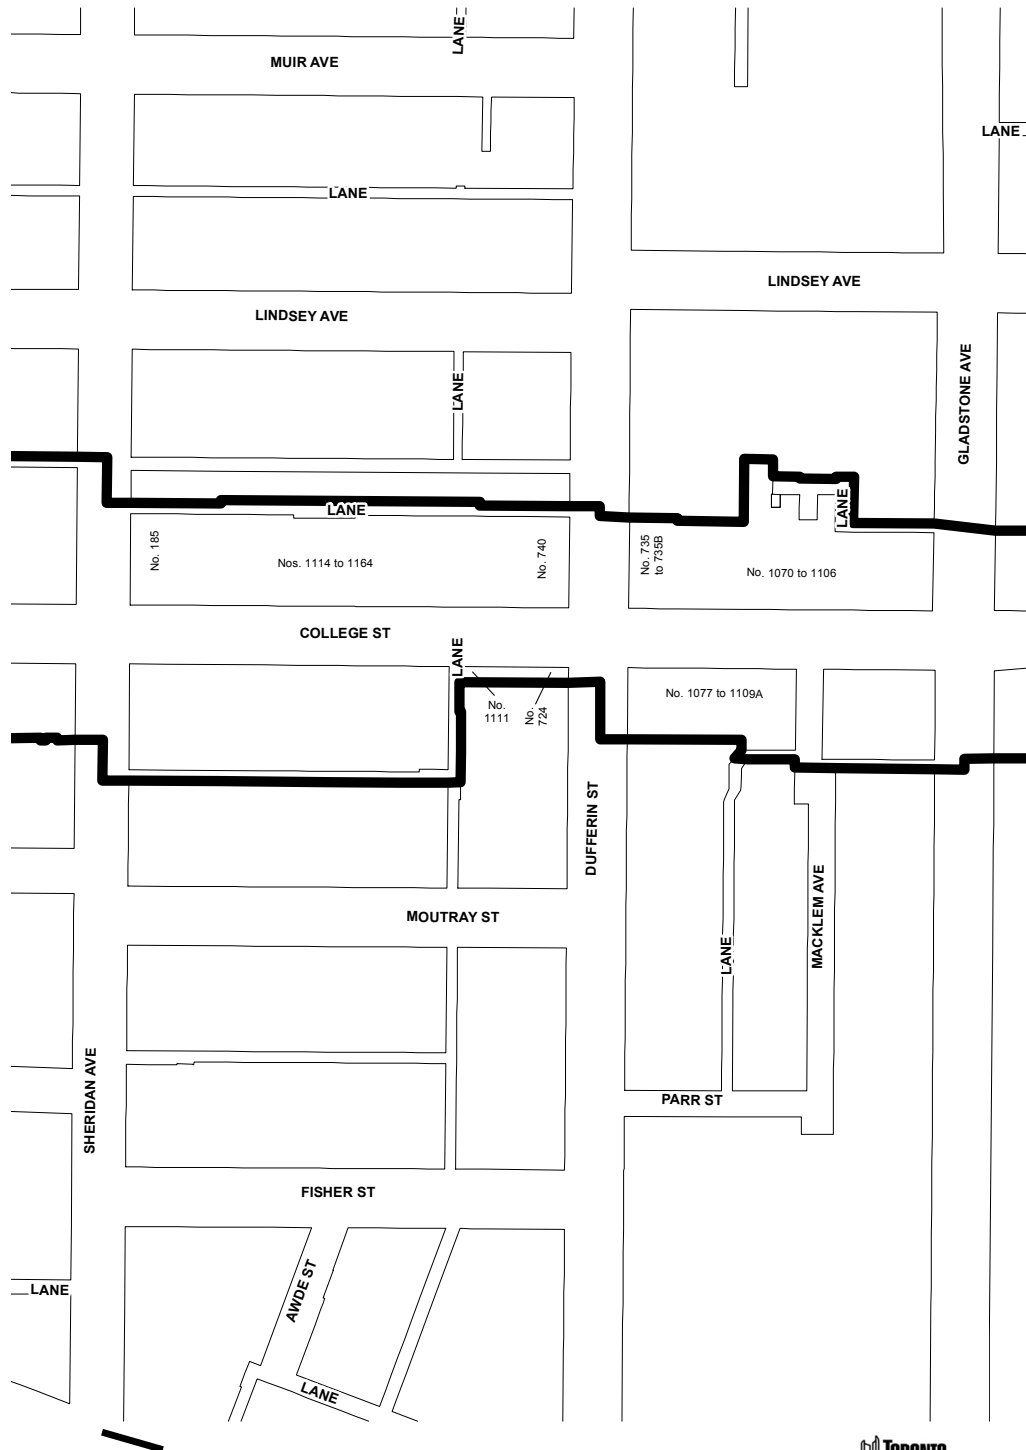 LANE
MUIR AVE
LANE
LANE
LINDSEY AVE
LINDSEY AVE
GLADSTONE AVE
LANE
LANE
LANE
No. 185
Nos. 1114 to 1164
No. 740
No. 735
to 735B
No. 1070 to 1106
COLLEGE ST
LANE
No.
1111
No.
724
No. 1077 to 1109A
DUFFERIN ST
MACKLEM AVE
MOUTRAY ST
LANE
SHERIDAN AVE
PARR ST
FISHER ST
AWDE ST
LANE
LANE
TORONTO